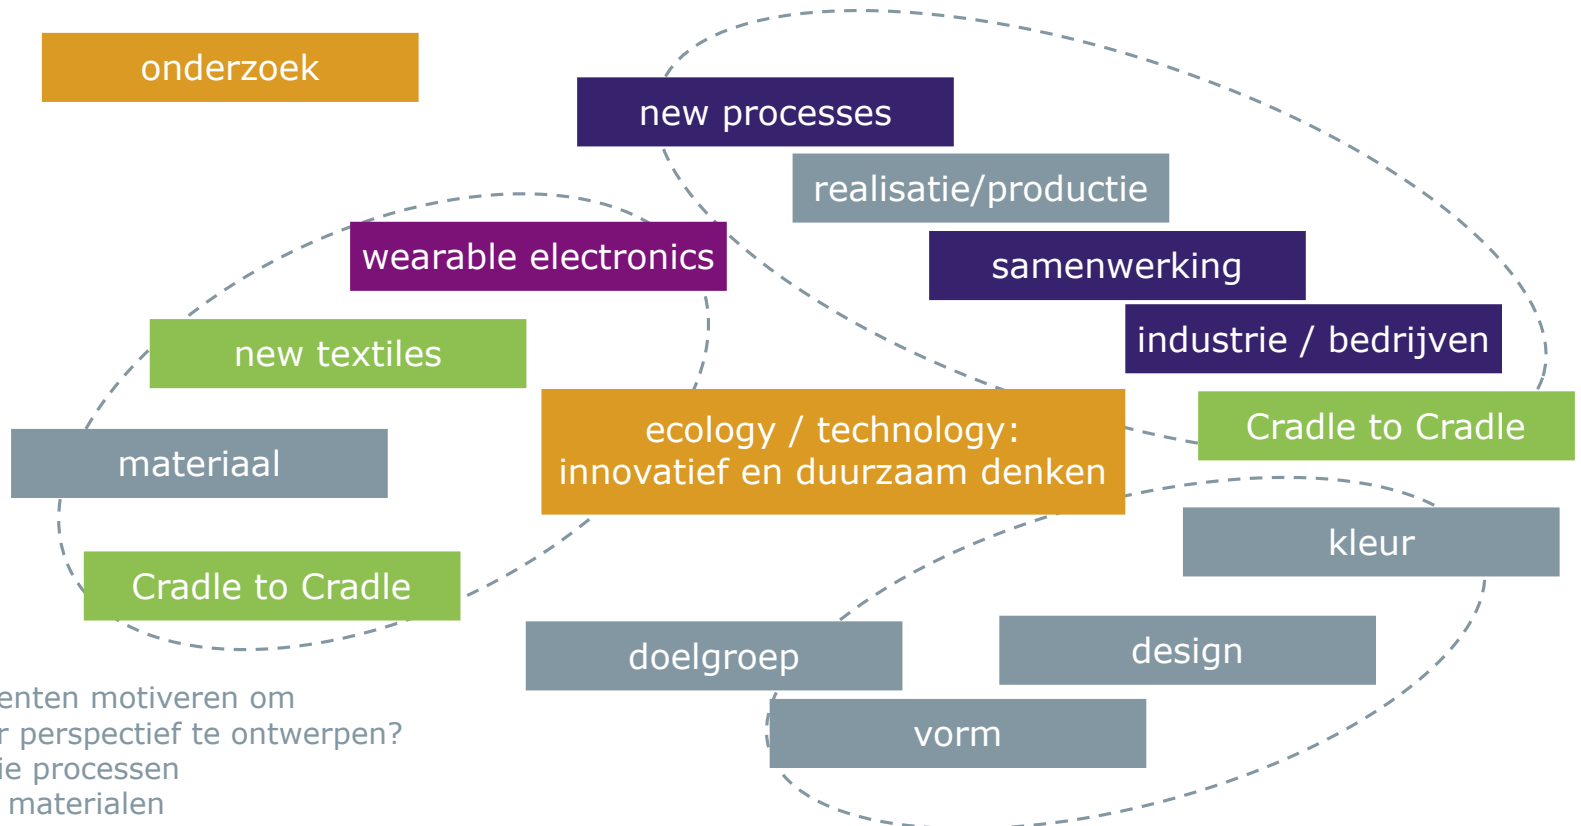 onderzoek
new processes
realisatie/productie
wearable electronics
samenwerking
industrie / bedrijven
new textiles
ecology / technology:
innovatief en duurzaam denken
Cradle to Cradle
materiaal
kleur
Cradle to Cradle
doelgroep
design
vorm
enten motiveren om
r perspectief te ontwerpen?
ie processen
materialen